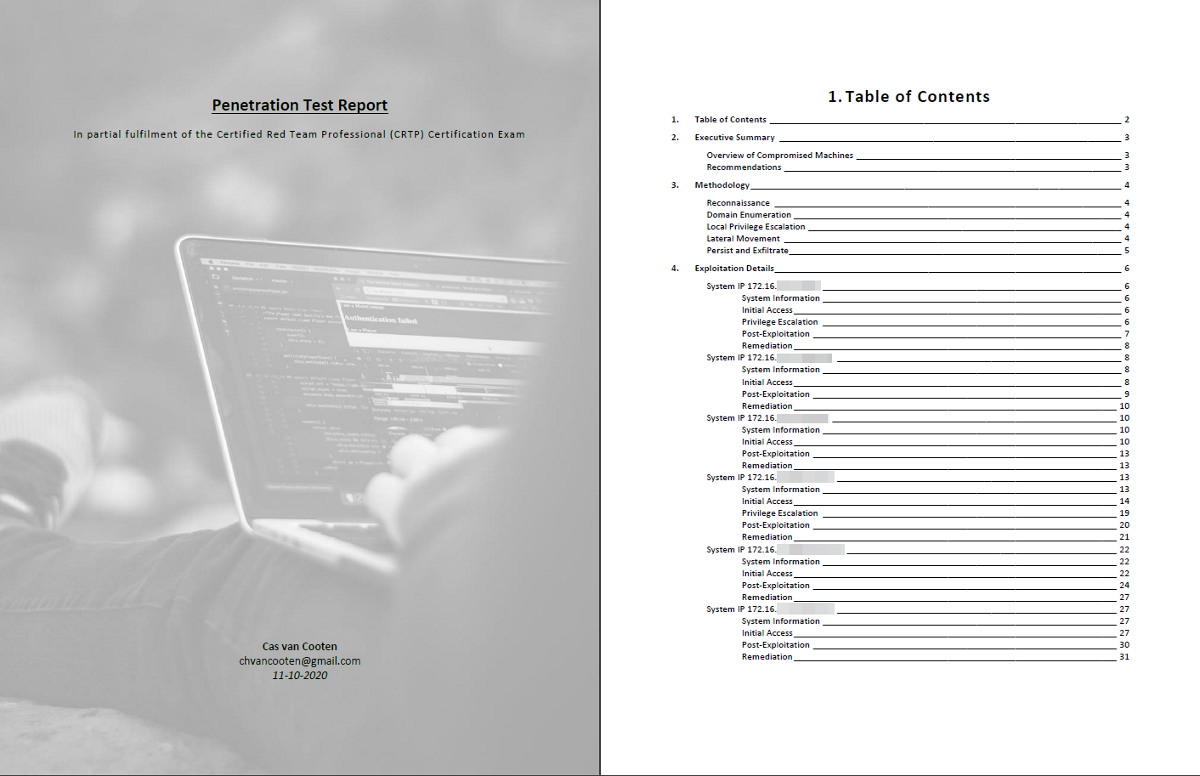 Penetration Test Report
In partial fulfilment of the Certified Red Team Professional (CRTP) Certification Exam
Authentication failed
Cas van Cooten
chvancooten@gmail.com
11-10-2020
1. Table of Contents
1. Table of Contents 2
2. Executive Summary 3
Overview of Compromised Machines 3
Recommendations 3
3. Methodology 4
Reconnaissance 4
Domain Enumeration 4
Local Privilege Escalation 4
Lateral Movement 4
Persist and Exfiltrate 5
4. Exploitation Details 6
System IP 172.16. 6
System Information 6
Initial Access 6
Privilege Escalation 6
Post-Exploitation 7
Remediation 8
System IP 172.16. 8
System Information 8
Initial Access 8
Post-Exploitation 9
Remediation 10
System IP 172.16. 10
System Information 10
Initial Access 10
Post-Exploitation 13
Remediation 13
System IP 172.16. 13
System Information 13
Initial Access 14
Privilege Escalation 19
Post-Exploitation 20
Remediation 21
System IP 172.16. 22
System Information 22
Initial Access 22
Post-Exploitation 24
Remediation 27
System IP 172.16. 27
System Information 27
Initial Access 27
Post-Exploitation 30
Remediation 31